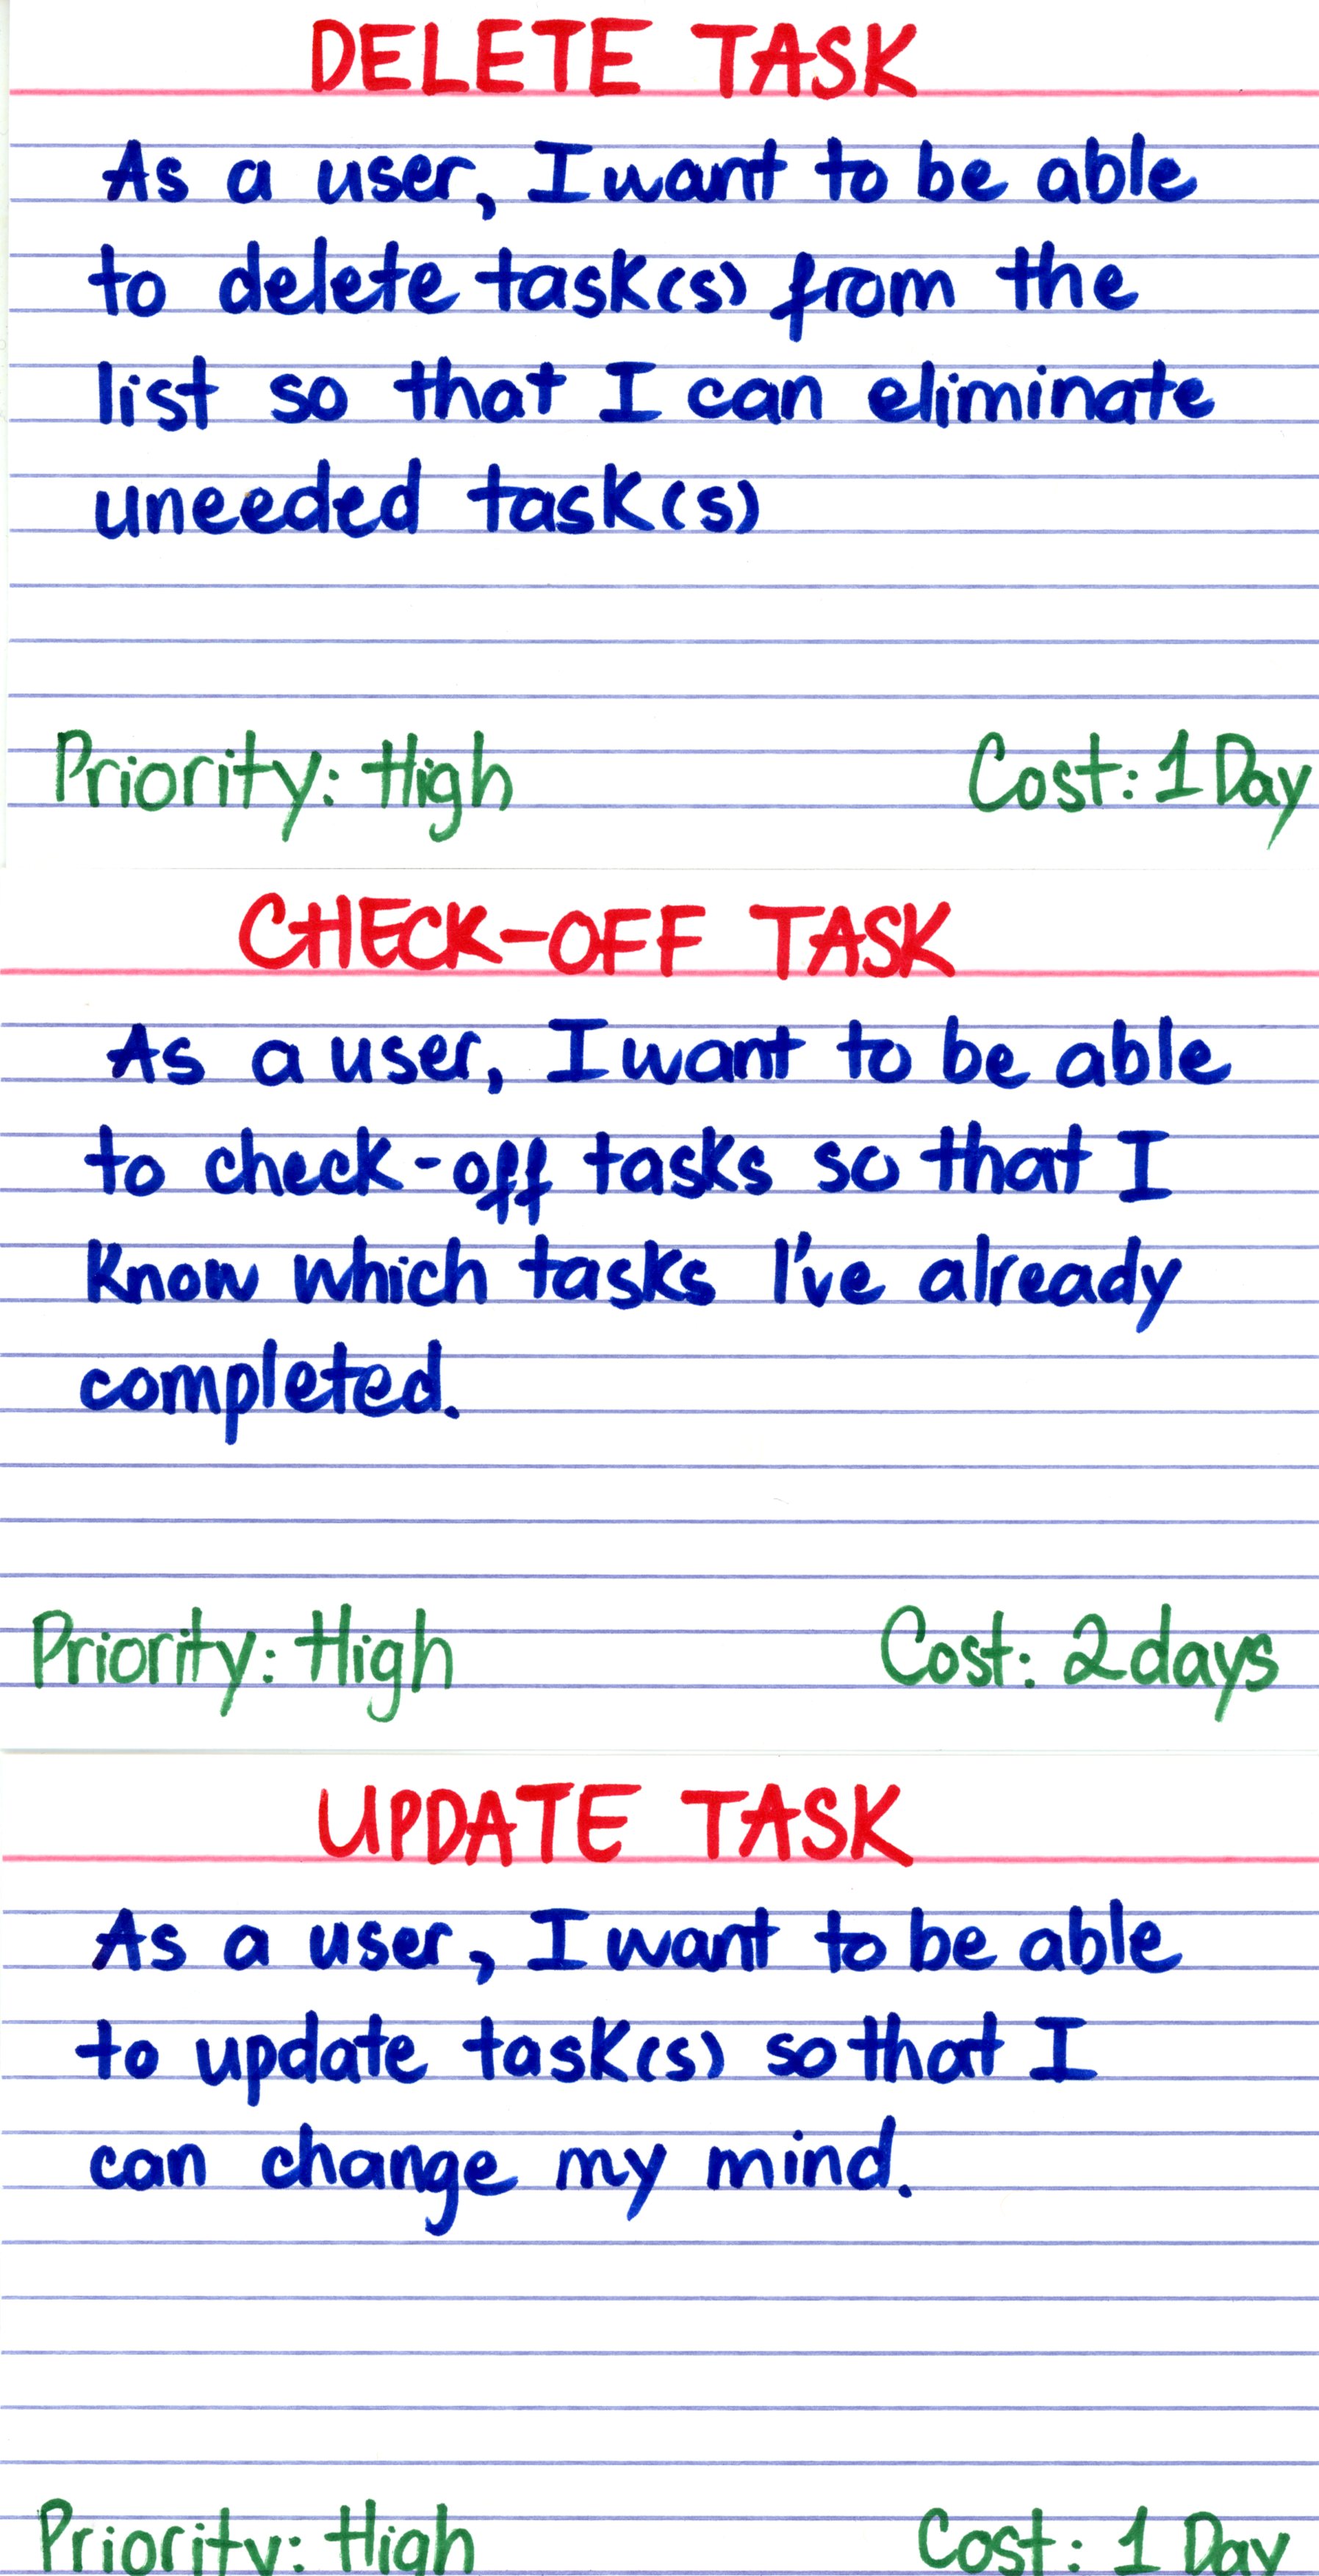 DELETE TASK
As a user, I want to be able
to delete task(s) from the
list so that I can eliminate
uneeded task(s)
Priority: High
Cost: 1 Day
CHECK-OFF TASK
As a user, I want to be able
to check-off tasks so that I
Know which tasks I've already
completed.
Priority: High
Cost: 2 days
UPDATE TASK
As a user, I want to be able
to update task(s) so that I
can change my mind.
Priority: High
Cost: 1 Day